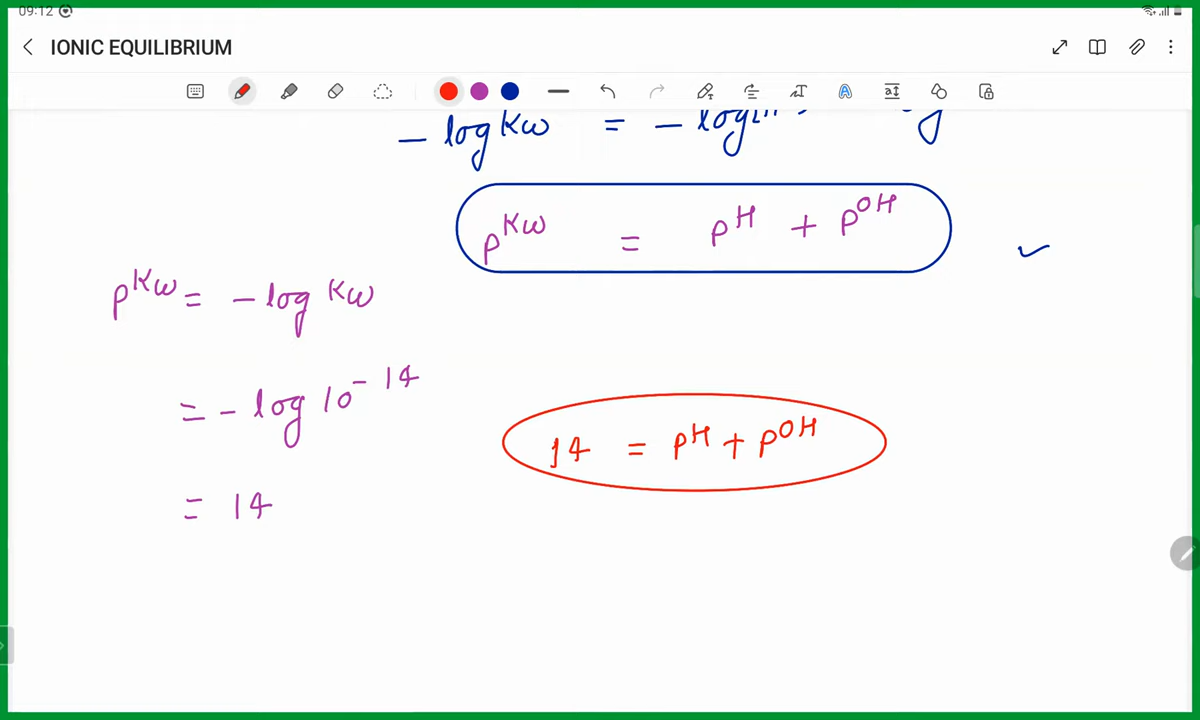 09:12
IONIC EQUILIBRIUM
- log Kw = - log
pKw = pH + pOH
pKw = - log Kw
= - log 10⁻¹⁴
14 = pH + pOH
= 14